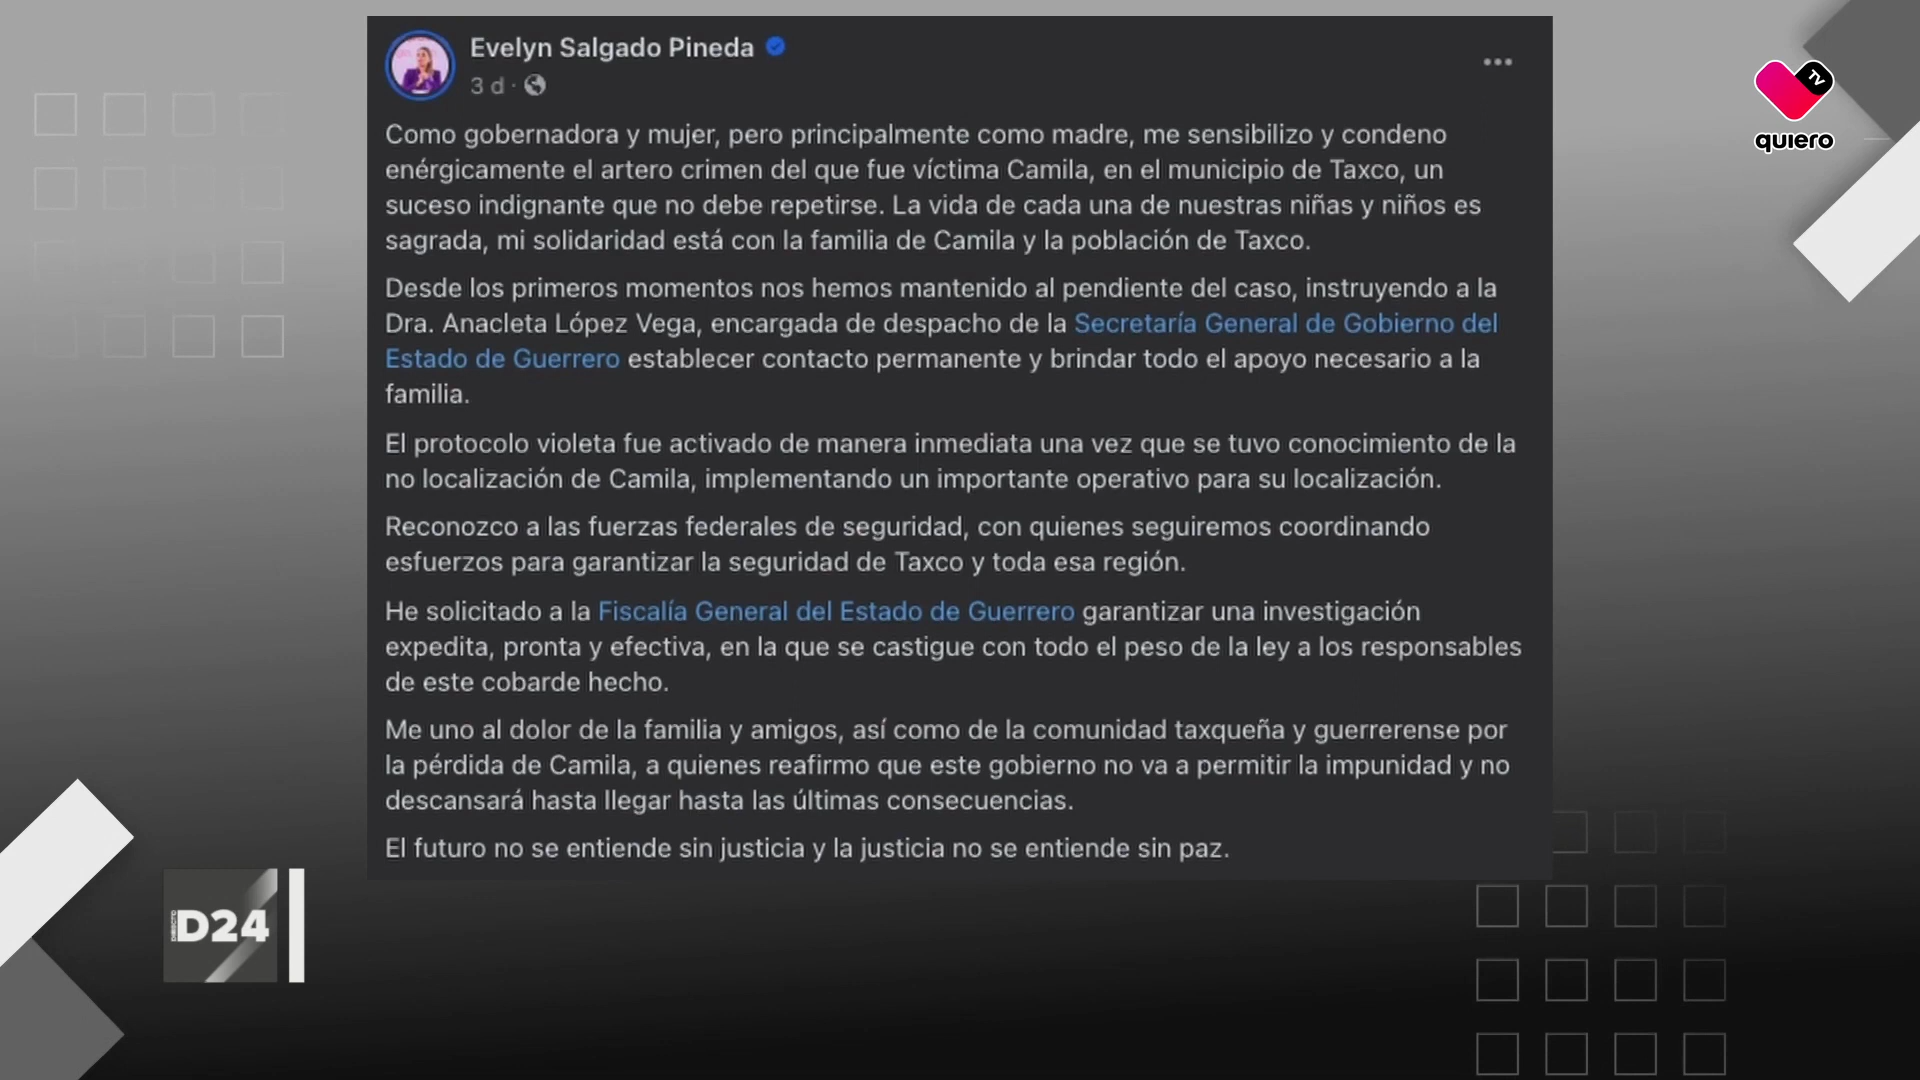 Evelyn Salgado Pineda
3 d ·
Como gobernadora y mujer, pero principalmente como madre, me sensibilizo y condeno
enérgicamente el artero crimen del que fue víctima Camila, en el municipio de Taxco, un
suceso indignante que no debe repetirse. La vida de cada una de nuestras niñas y niños es
sagrada, mi solidaridad está con la familia de Camila y la población de Taxco.
Desde los primeros momentos nos hemos mantenido al pendiente del caso, instruyendo a la
Dra. Anacleta López Vega, encargada de despacho de la Secretaría General de Gobierno del
Estado de Guerrero establecer contacto permanente y brindar todo el apoyo necesario a la
familia.
El protocolo violeta fue activado de manera inmediata una vez que se tuvo conocimiento de la
no localización de Camila, implementando un importante operativo para su localización.
Reconozco a las fuerzas federales de seguridad, con quienes seguiremos coordinando
esfuerzos para garantizar la seguridad de Taxco y toda esa región.
He solicitado a la Fiscalía General del Estado de Guerrero garantizar una investigación
expedita, pronta y efectiva, en la que se castigue con todo el peso de la ley a los responsables
de este cobarde hecho.
Me uno al dolor de la familia y amigos, así como de la comunidad taxqueña y guerrerense por
la pérdida de Camila, a quienes reafirmo que este gobierno no va a permitir la impunidad y no
descansará hasta llegar hasta las últimas consecuencias.
El futuro no se entiende sin justicia y la justicia no se entiende sin paz.
TV
quiero
D24